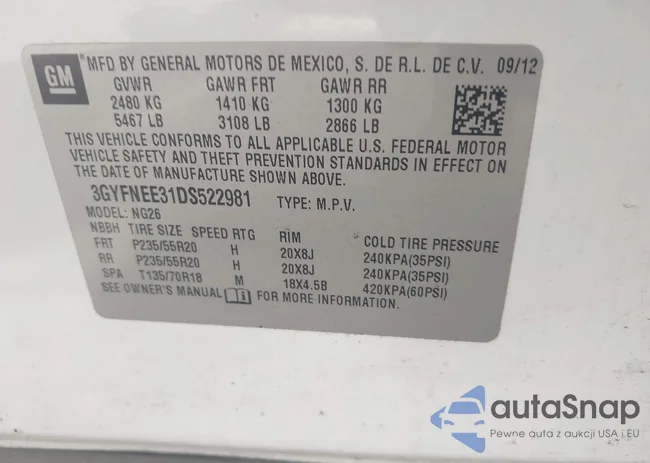 GM
MFD BY GENERAL MOTORS DE MEXICO, S. DE R.L. DE C.V. 09/12
GVWR GAWR FRT GAWR RR
2480 KG 1410 KG 1300 KG
5467 LB 3108 LB 2866 LB
THIS VEHICLE CONFORMS TO ALL APPLICABLE U.S. FEDERAL MOTOR
VEHICLE SAFETY AND THEFT PREVENTION STANDARDS IN EFFECT ON
THE DATE OF MANUFACTURE SHOWN ABOVE.
3GYFNEE31DS522981 TYPE: M.P.V.
MODEL: NG26
NBBH TIRE SIZE SPEED RTG RIM COLD TIRE PRESSURE
FRT P235/55R20 H 20X8J 240KPA(35PSI)
RR P235/55R20 H 20X8J 240KPA(35PSI)
SPA T135/70R18 M 18X4.5B 420KPA(60PSI)
SEE OWNER'S MANUAL FOR MORE INFORMATION.
autaSnap
Pewne auta z aukcji USA i EU